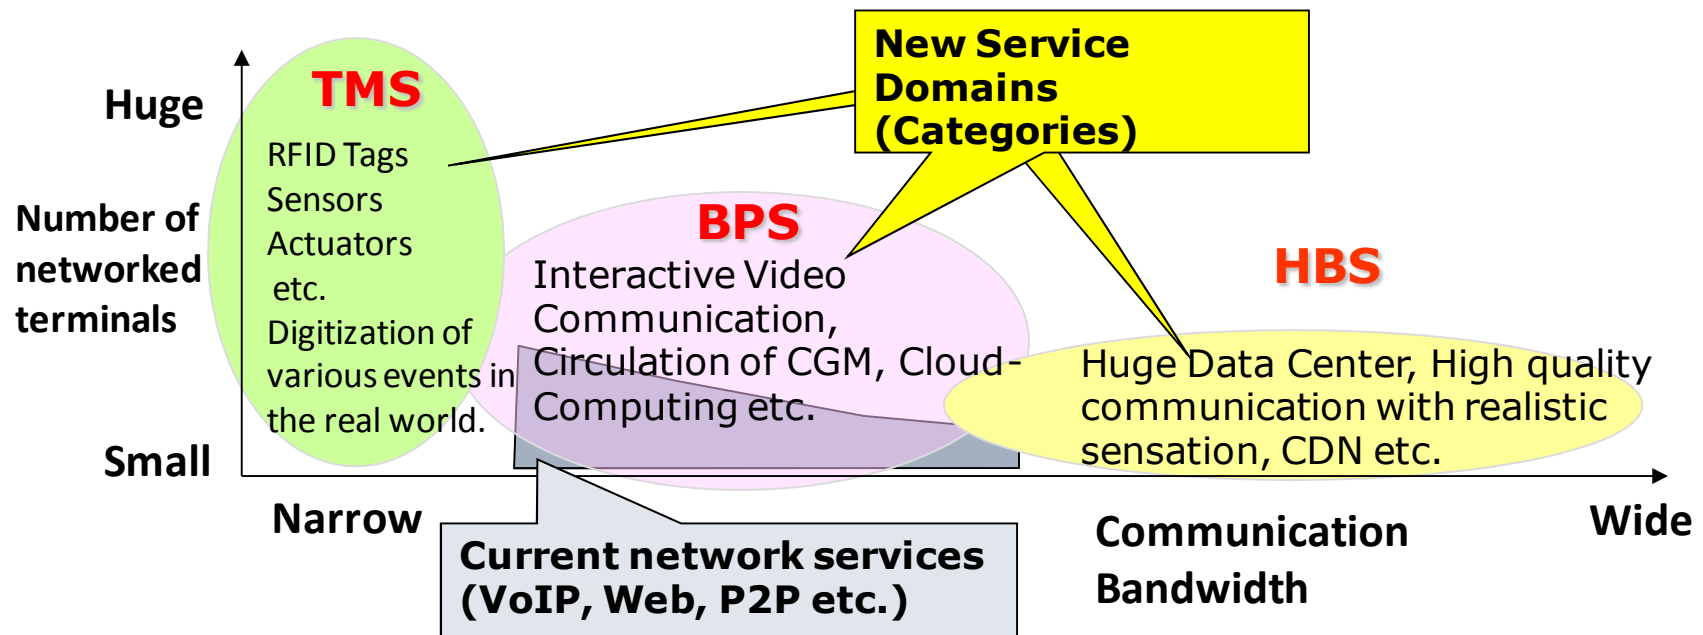 New Service
Domains
(Categories)
TMS
Huge
RFID Tags
Sensors
Actuators
etc.
Digitization of
various events in
the real world.
Number of
networked
terminals
BPS
Interactive Video
Communication,
Circulation of CGM, Cloud-
Computing etc.
HBS
Huge Data Center, High quality
communication with realistic
sensation, CDN etc.
Small
Narrow
Communication
Bandwidth
Wide
Current network services
(VoIP, Web, P2P etc.)